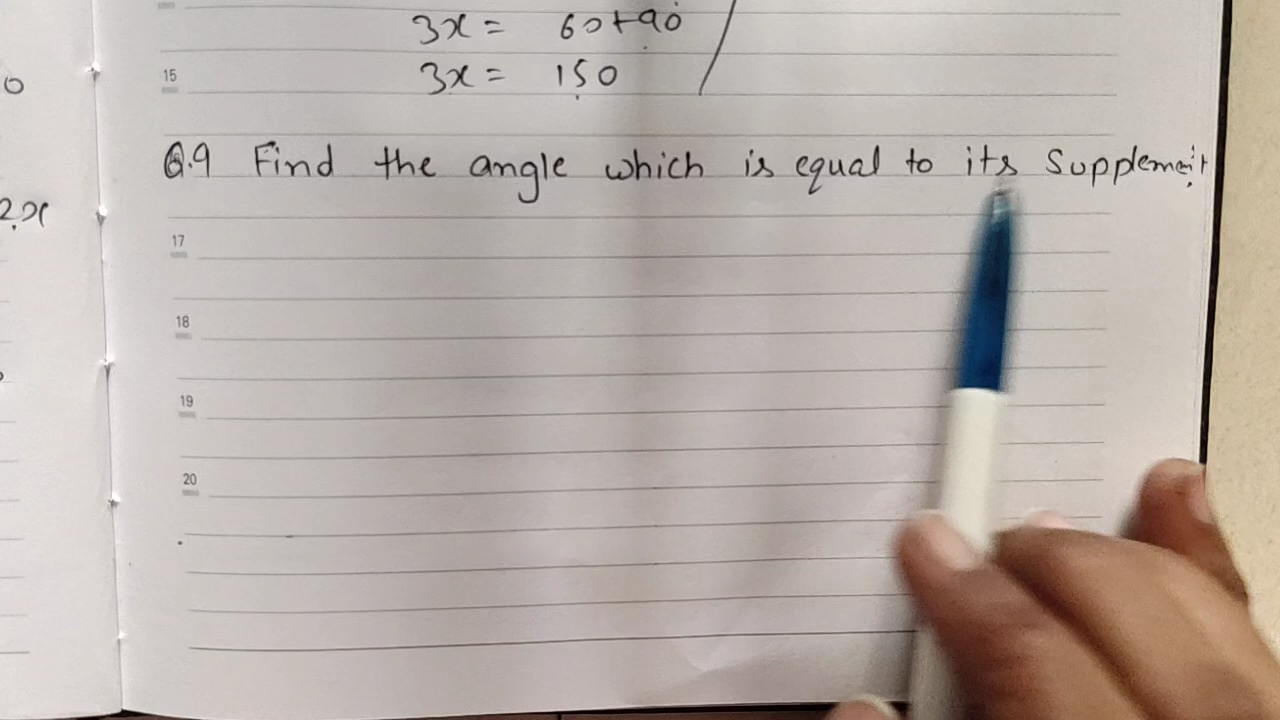 3x = 60+90
15
3x = 150
Q.9 Find the angle which is equal to its Supplement
2x
17
18
19
20